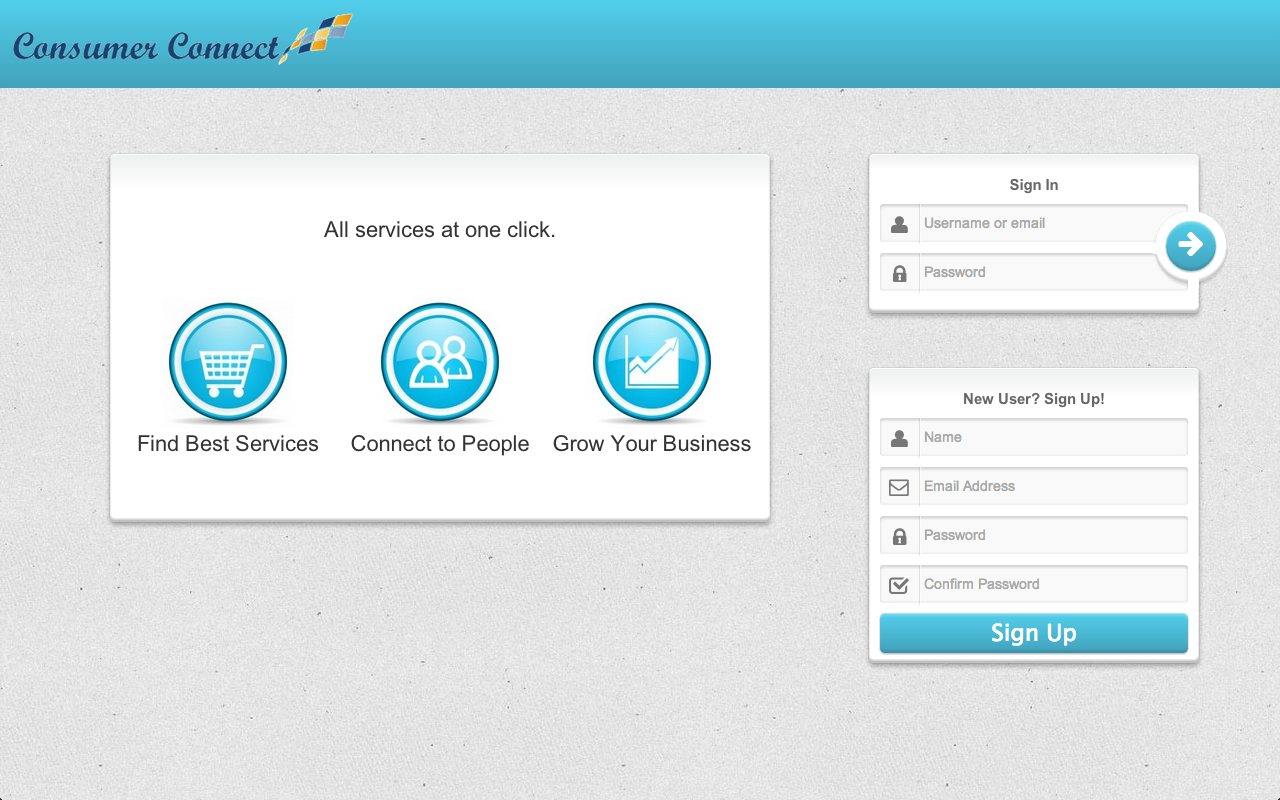 Consumer Connect
All services at one click.
Find Best Services
Connect to People
Grow Your Business
Sign In
Username or email
Password
New User? Sign Up!
Name
Email Address
Password
Confirm Password
Sign Up